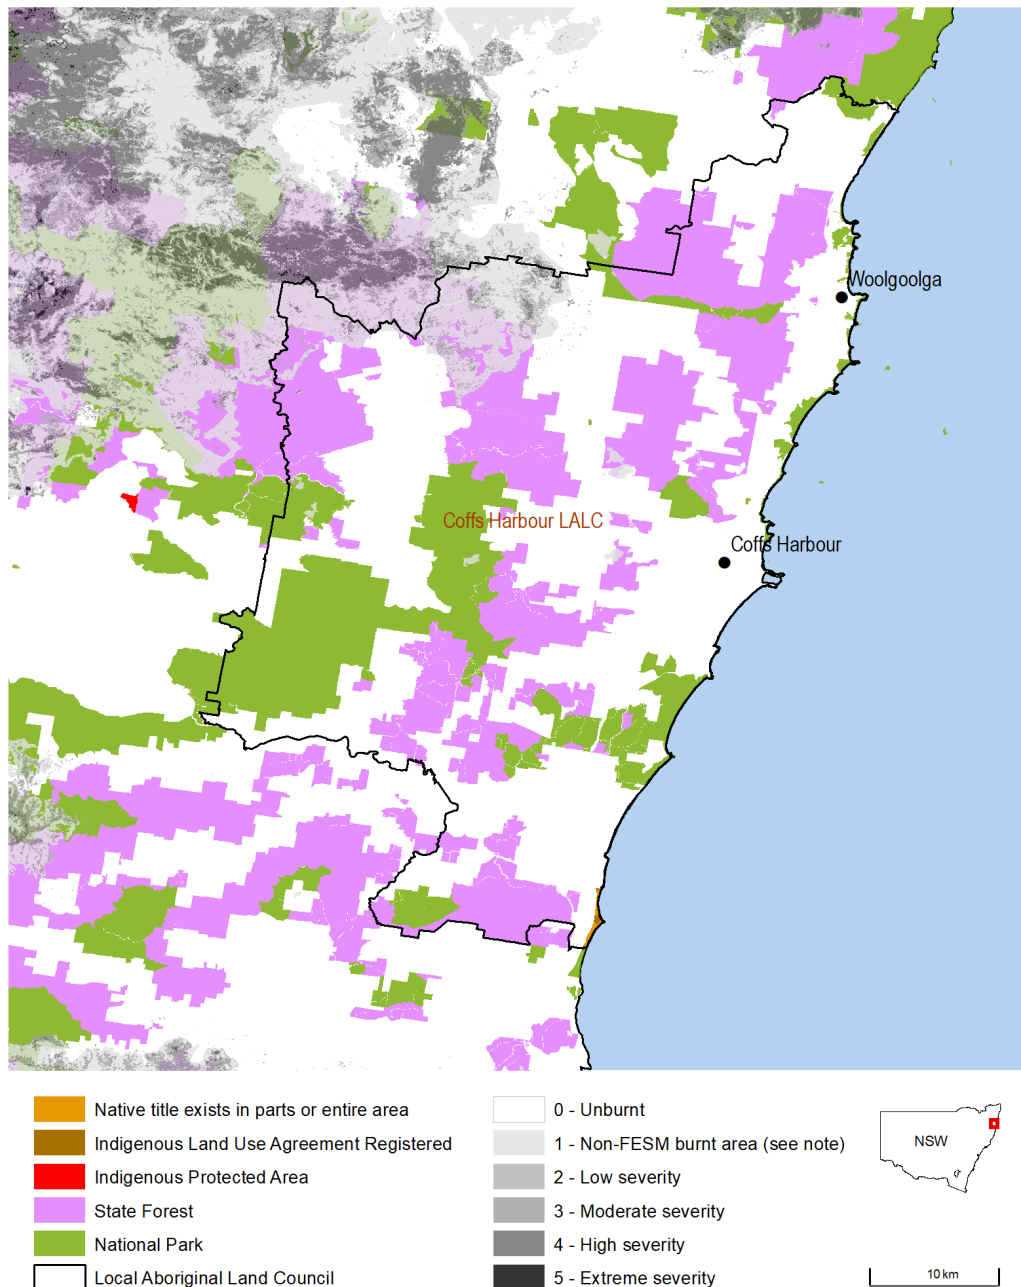 Woolgoolga
Coffs Harbour LALC
Coffs Harbour
Native title exists in parts or entire area
Indigenous Land Use Agreement Registered
Indigenous Protected Area
State Forest
National Park
Local Aboriginal Land Council
0 - Unburnt
1 - Non-FESM burnt area (see note)
2 - Low severity
3 - Moderate severity
4 - High severity
5 - Extreme severity
NSW
10 km